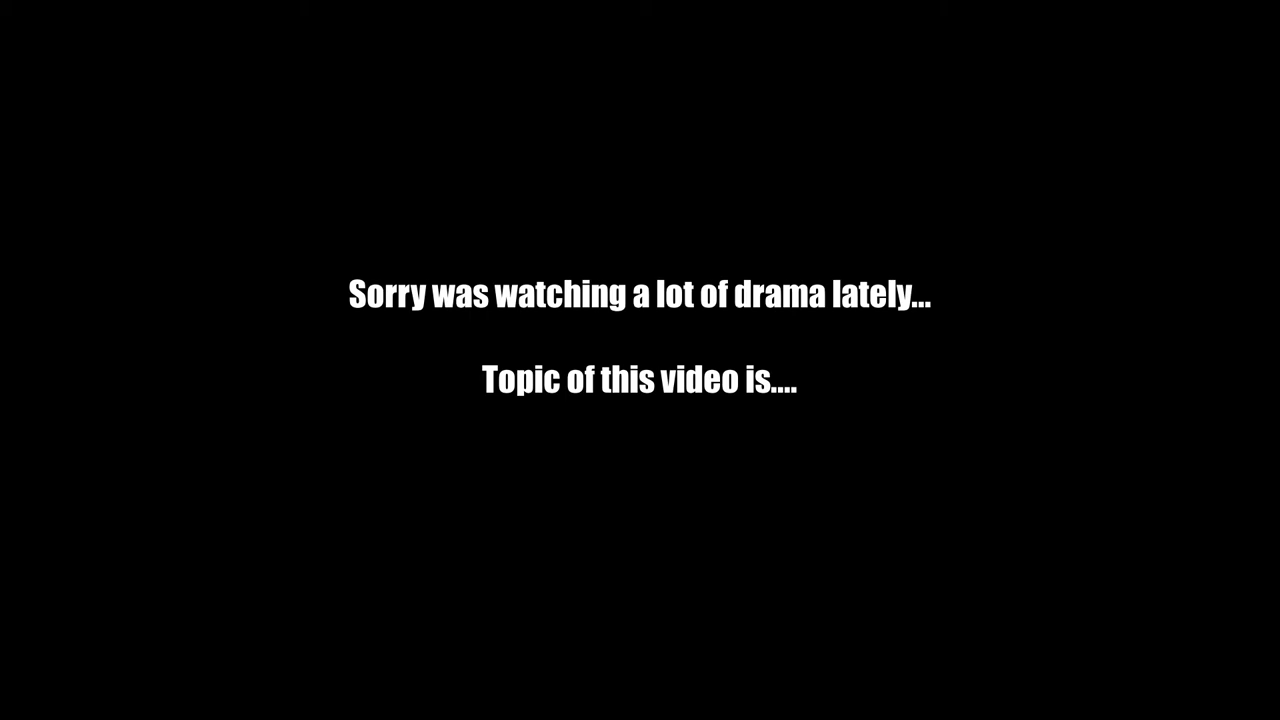 Sorry was watching a lot of drama lately...
Topic of this video is....